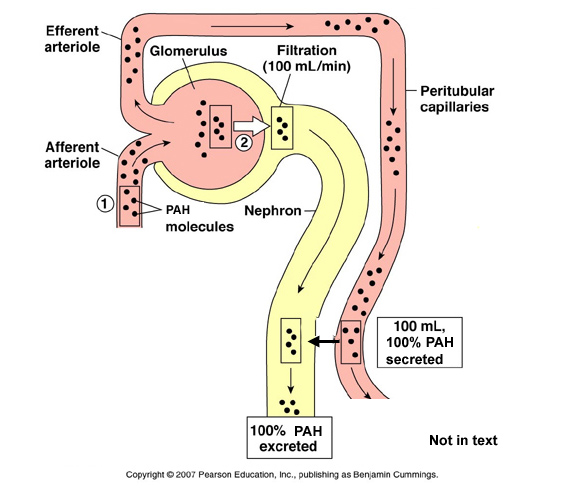 Efferent
arteriole
Glomerulus
Filtration
(100 mL/min)
Peritubular
capillaries
Afferent
arteriole
2
1
PAH
molecules
Nephron
100 mL,
100% PAH
secreted
100% PAH
excreted
Not in text
Copyright © 2007 Pearson Education, Inc., publishing as Benjamin Cummings.